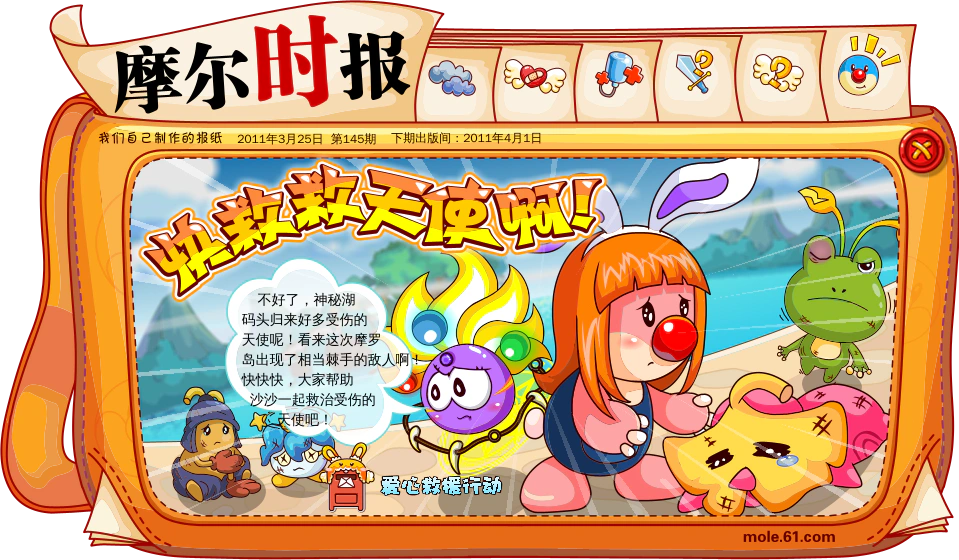 摩尔时报
我们自己制作的报纸 2011年3月25日 第145期 下期出版间：2011年4月1日
快救救天使啊！
不好了，神秘湖
码头归来好多受伤的
天使呢！看来这次摩罗
岛出现了相当棘手的敌人啊！
快快快，大家帮助
沙沙一起救治受伤的
天使吧！
爱心救援行动
mole.61.com